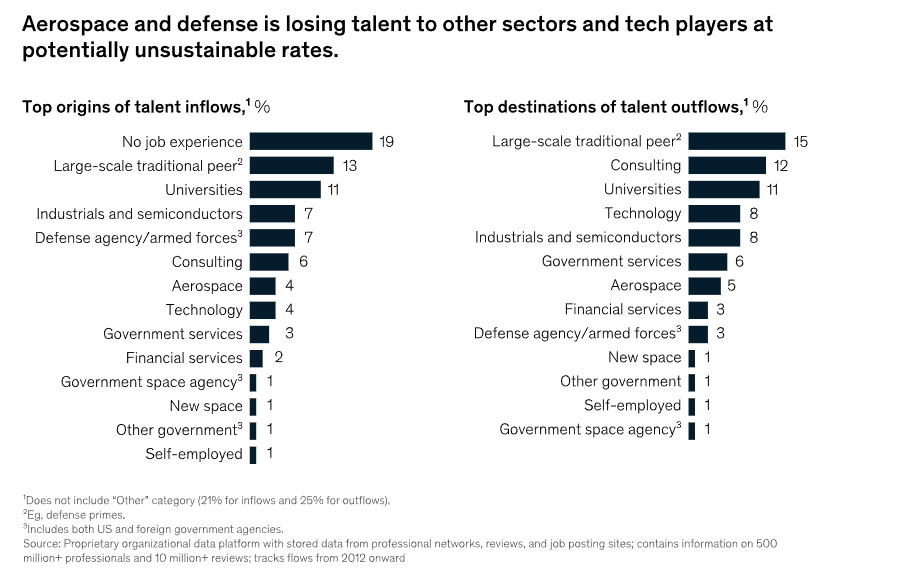 Aerospace and defense is losing talent to other sectors and tech players at
potentially unsustainable rates.
Top origins of talent inflows,¹ %
No job experience 19
Large-scale traditional peer² 13
Universities 11
Industrials and semiconductors 7
Defense agency/armed forces³ 7
Consulting 6
Aerospace 4
Technology 4
Government services 3
Financial services 2
Government space agency³ 1
New space 1
Other government³ 1
Self-employed 1
Top destinations of talent outflows,¹ %
Large-scale traditional peer² 15
Consulting 12
Universities 11
Technology 8
Industrials and semiconductors 8
Government services 6
Aerospace 5
Financial services 3
Defense agency/armed forces³ 3
New space 1
Other government 1
Self-employed 1
Government space agency³ 1
¹Does not include “Other” category (21% for inflows and 25% for outflows).
²Eg, defense primes.
³Includes both US and foreign government agencies.
Source: Proprietary organizational data platform with stored data from professional networks, reviews, and job posting sites; contains information on 500
million+ professionals and 10 million+ reviews; tracks flows from 2012 onward